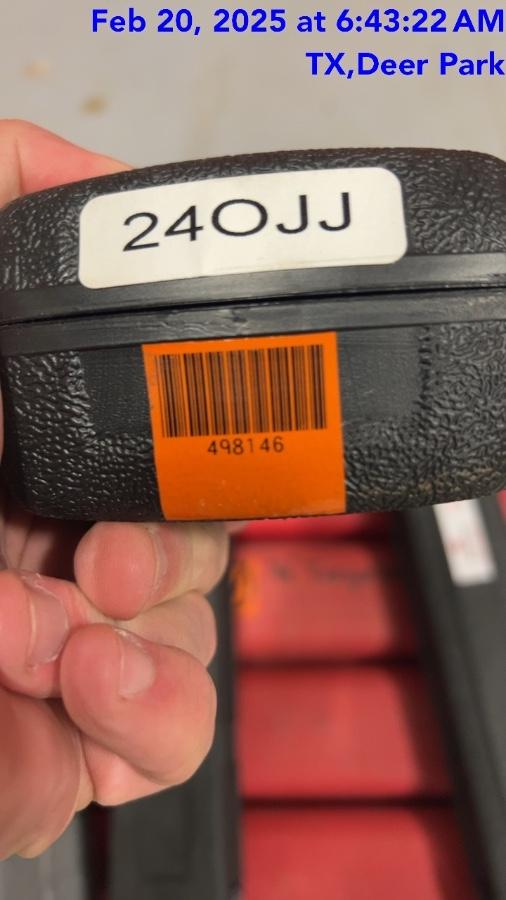 Feb 20, 2025 at 6:43:22 AM
TX,Deer Park
24OJJ
498146